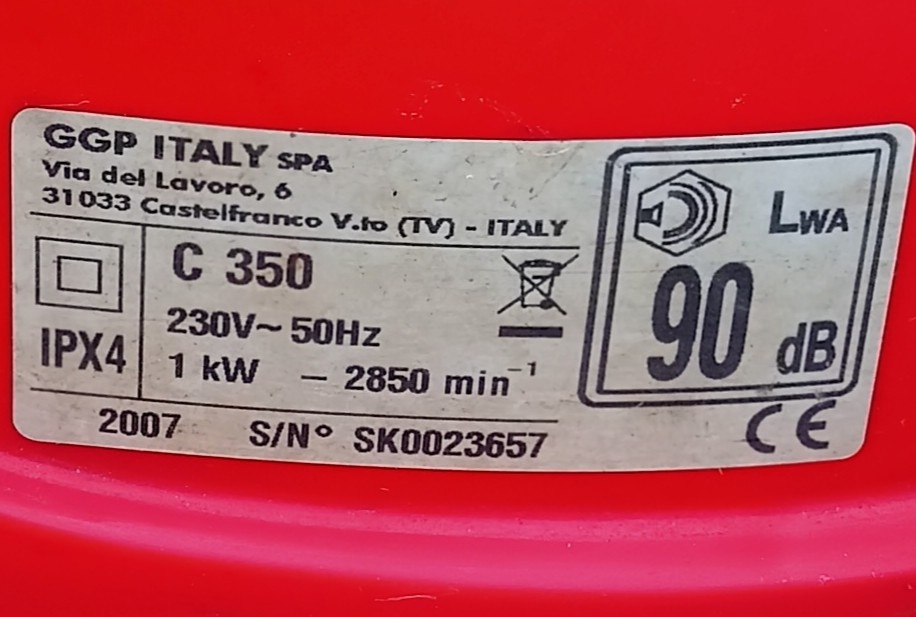 GGP ITALY SPA
Via del Lavoro, 6
31033 Castelfranco V.to (TV) - ITALY
C 350
230V~ 50Hz
1 kW - 2850 min⁻¹
IPX4
2007 S/N° SK0023657
LWA
90
dB
CE